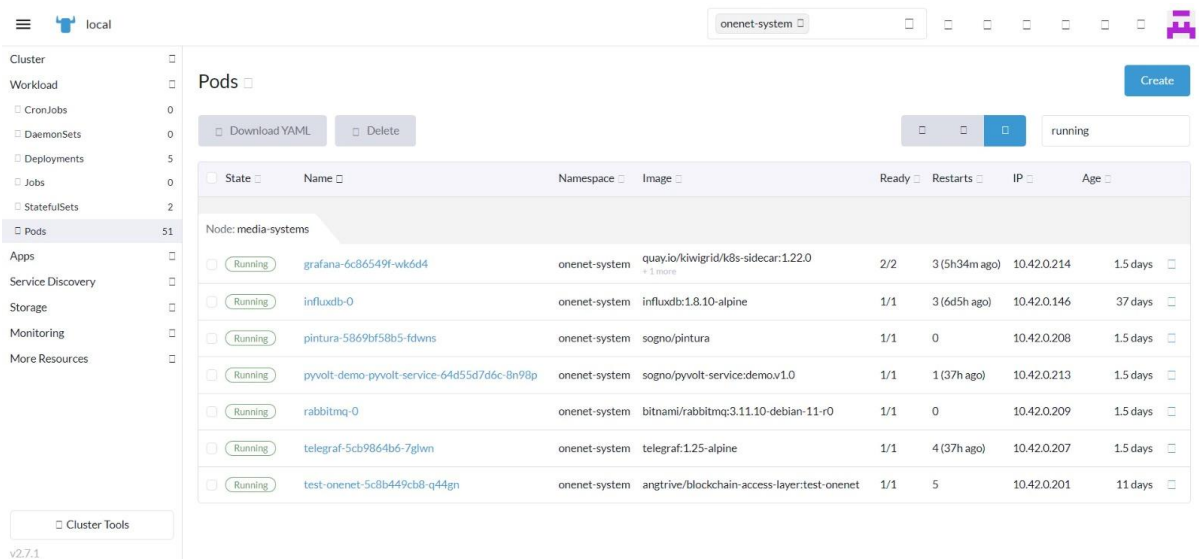 local
onenet-system
Cluster
Workload
CronJobs 0
DaemonSets 0
Deployments 5
Jobs 0
StatefulSets 2
Pods 51
Apps
Service Discovery
Storage
Monitoring
More Resources
Cluster Tools
v2.7.1
Pods
Create
Download YAML Delete running
State Name Namespace Image Ready Restarts IP Age
Node: media-systems
Running grafana-6c86549f-wk6d4 onenet-system quay.io/kiwigrid/k8s-sidecar:1.22.0 2/2 3 (5h34m ago) 10.42.0.214 1.5 days
+ 1 more
Running influxdb-0 onenet-system influxdb:1.8.10-alpine 1/1 3 (6d5h ago) 10.42.0.146 37 days
Running pintura-5869bf58b5-fdwns onenet-system sogno/pintura 1/1 0 10.42.0.208 1.5 days
Running pyvolt-demo-pyvolt-service-64d55d7d6c-8n98p onenet-system sogno/pyvolt-service:demo.v1.0 1/1 1 (37h ago) 10.42.0.213 1.5 days
Running rabbitmq-0 onenet-system bitnami/rabbitmq:3.11.10-debian-11-r0 1/1 0 10.42.0.209 1.5 days
Running telegraf-5cb9864b6-7glwn onenet-system telegraf:1.25-alpine 1/1 4 (37h ago) 10.42.0.207 1.5 days
Running test-onenet-5c8b449cb8-q44gn onenet-system angtrive/blockchain-access-layer:test-onenet 1/1 5 10.42.0.201 11 days